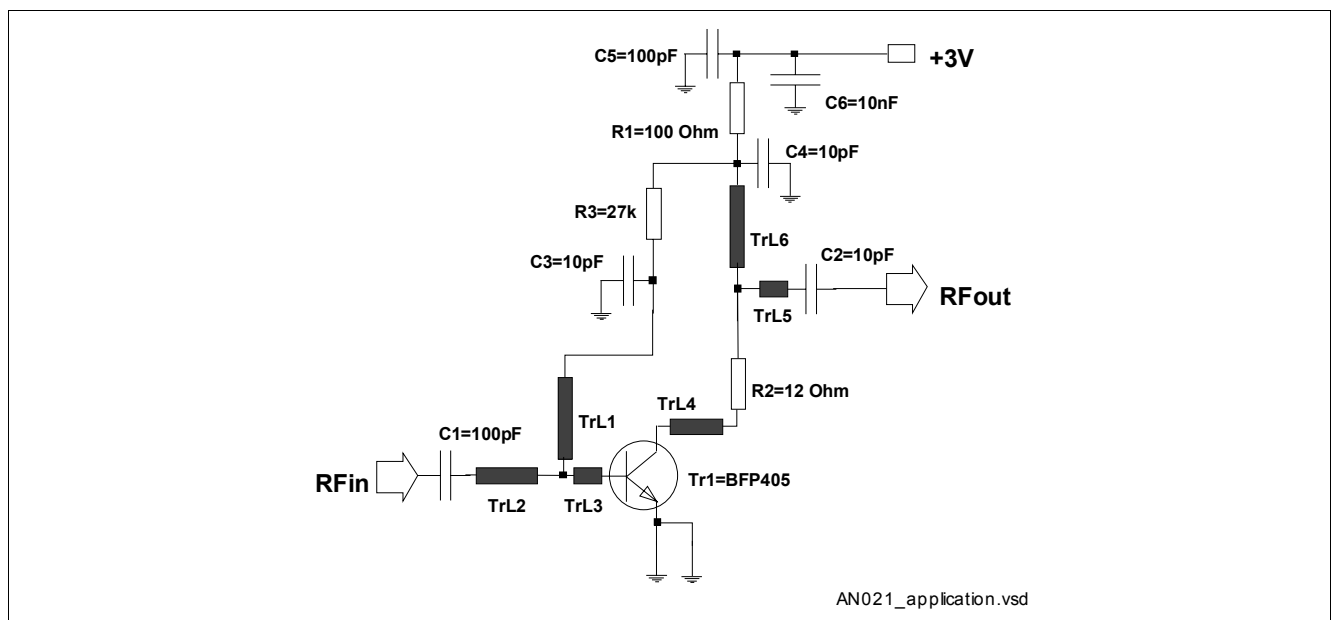 C5=100pF
+3V
C6=10nF
R1=100 Ohm
C4=10pF
R3=27k
TrL6
C3=10pF
C2=10pF
TrL5
RFout
R2=12 Ohm
TrL4
TrL1
C1=100pF
RFin
TrL2
TrL3
Tr1=BFP405
AN021_application.vsd